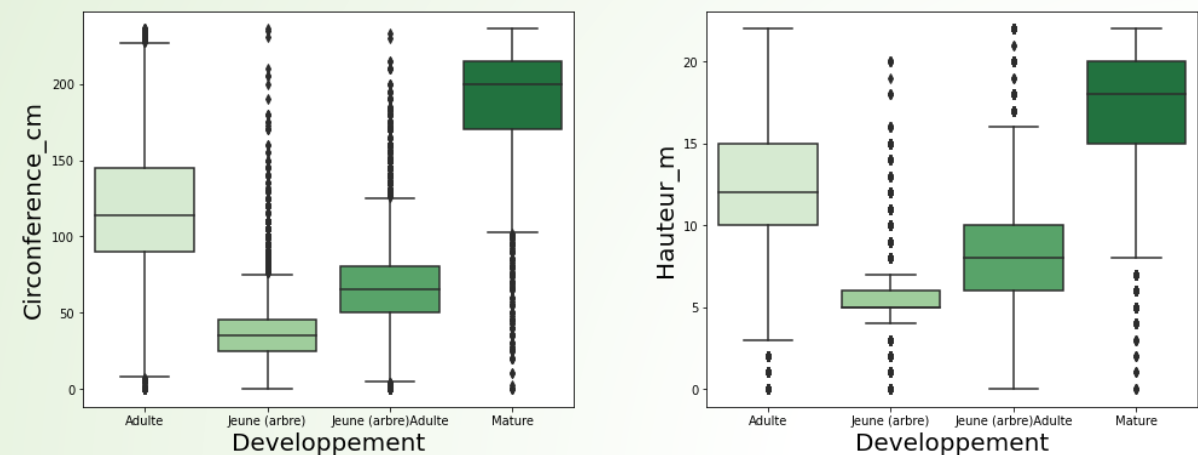 Circonference_cm
200
150
100
50
0
Adulte
Jeune (arbre)
Jeune (arbre)Adulte
Mature
Developpement
Hauteur_m
20
15
10
5
0
Adulte
Jeune (arbre)
Jeune (arbre)Adulte
Mature
Developpement